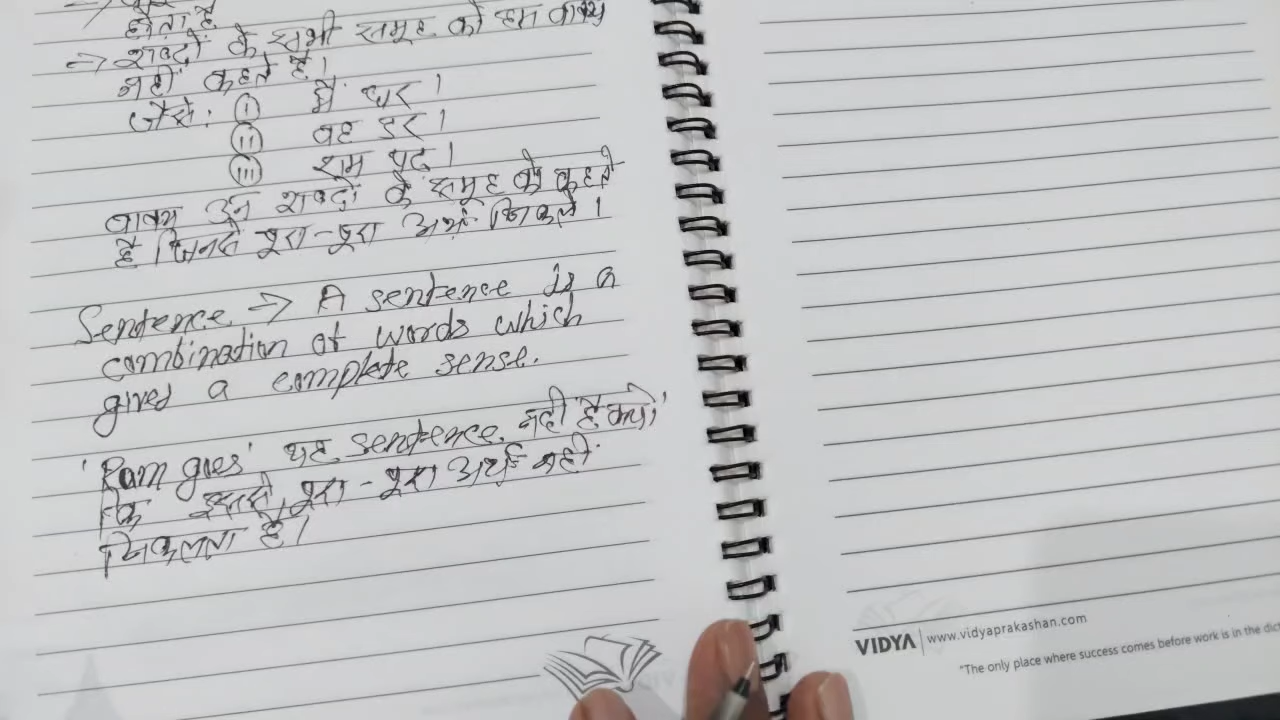 होता है
→ शब्दों के सभी समूह को हम वाक्य
नहीं कहते हैं।
जैसे: (i) मैं घर।
(ii) वह डर।
(iii) राम पद।
वाक्य उन शब्दों के समूह को कहते
है जिनसे पूरा-पूरा अर्थ निकले।
Sentence → A sentence is a
combination of words which
gives a complete sense.
'Ram goes' यह sentence नहीं है क्यों
कि इससे पूरा-पूरा अर्थ नहीं
निकलता है।
VIDYA | www.vidyaprakashan.com
"The only place where success comes before work is in the dict